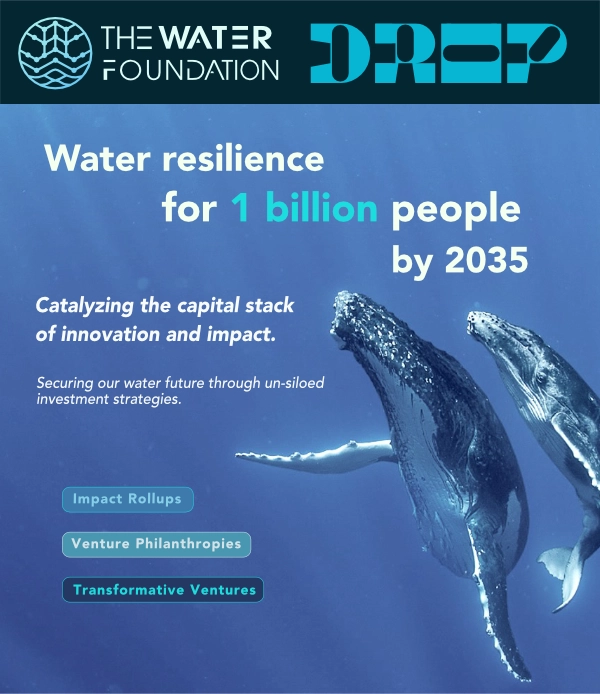 THE WATER
FOUNDATION
DROP
Water resilience
for 1 billion people
by 2035
Catalyzing the capital stack
of innovation and impact.
Securing our water future through un-siloed
investment strategies.
Impact Rollups
Venture Philanthropies
Transformative Ventures